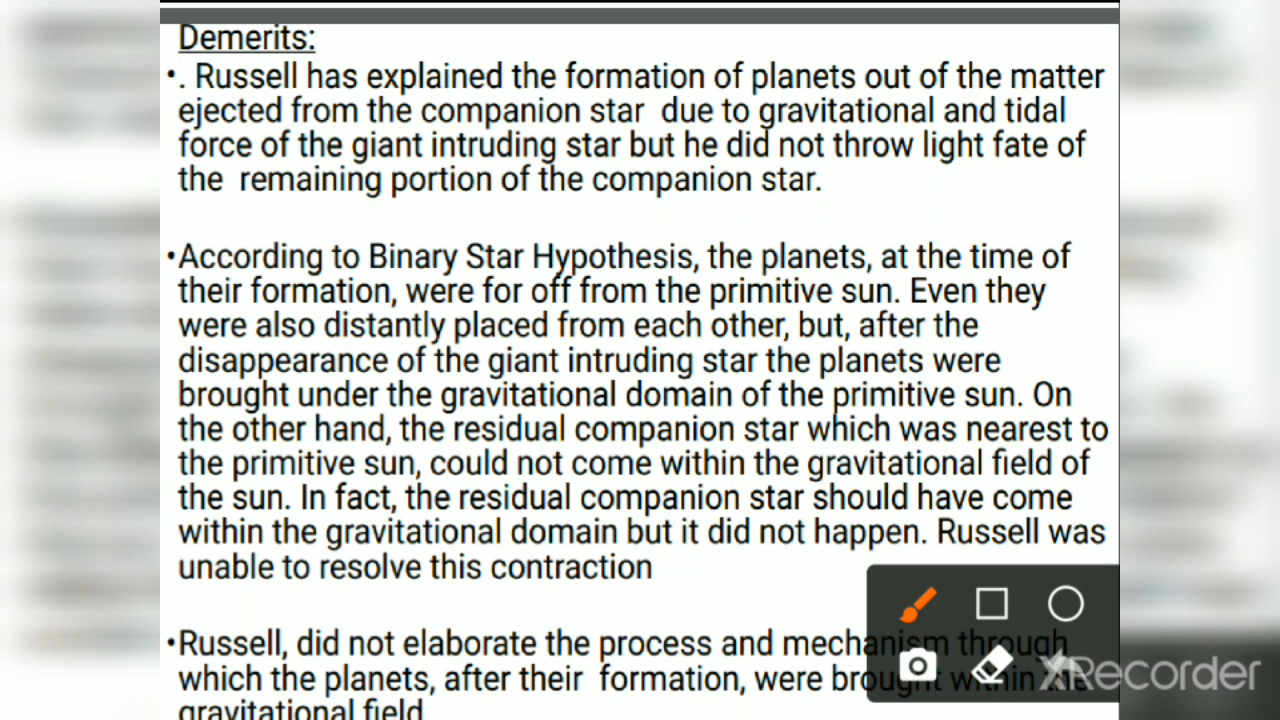 Demerits:
•. Russell has explained the formation of planets out of the matter
ejected from the companion star due to gravitational and tidal
force of the giant intruding star but he did not throw light fate of
the remaining portion of the companion star.
•According to Binary Star Hypothesis, the planets, at the time of
their formation, were for off from the primitive sun. Even they
were also distantly placed from each other, but, after the
disappearance of the giant intruding star the planets were
brought under the gravitational domain of the primitive sun. On
the other hand, the residual companion star which was nearest to
the primitive sun, could not come within the gravitational field of
the sun. In fact, the residual companion star should have come
within the gravitational domain but it did not happen. Russell was
unable to resolve this contraction
•Russell, did not elaborate the process and mechanism through
which the planets, after their formation, were brought within the
gravitational field
XRecorder